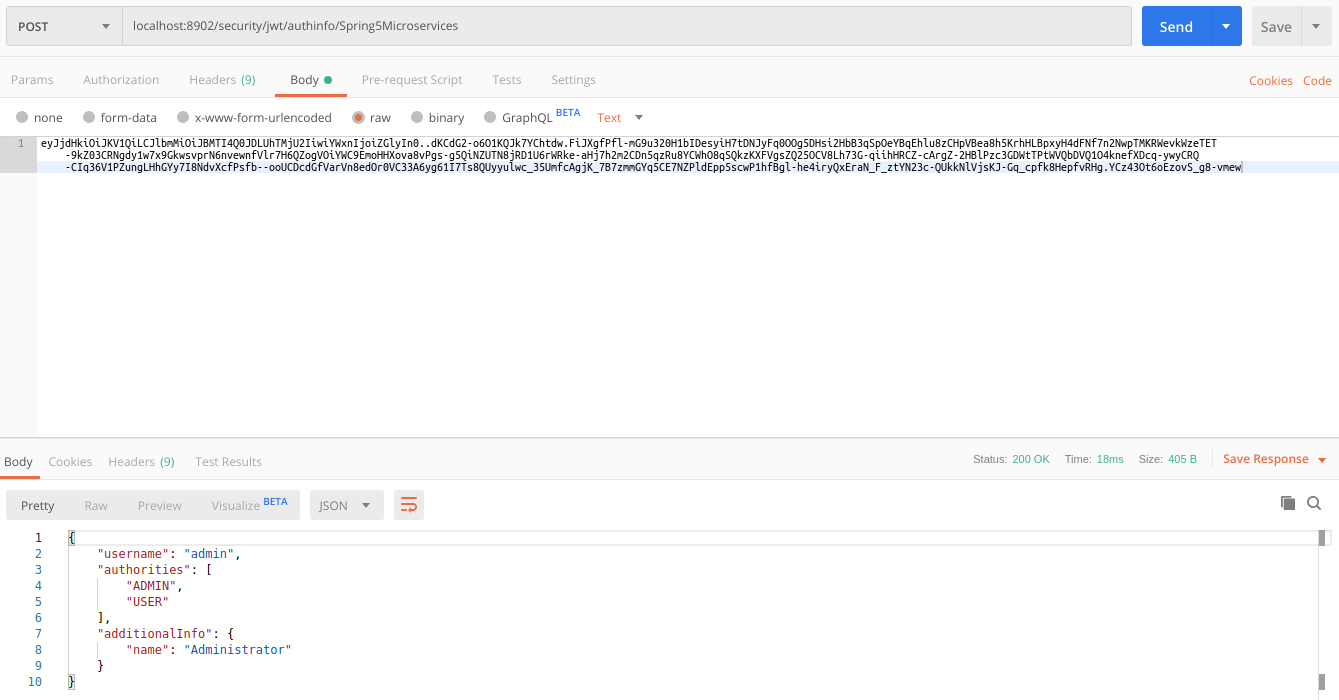 POST localhost:8902/security/jwt/authinfo/Spring5Microservices Send Save
Params Authorization Headers (9) Body Pre-request Script Tests Settings Cookies Code
none form-data x-www-form-urlencoded raw binary GraphQL BETA Text
1 eyJjdHkiOiJKV1QiLCJlbmMiOiJBMTI4Q0JDLUhTMjU2IiwiYWxnIjoiZGlyIn0..dKCdG2-o6O1KQJk7YChtdw.FiJXgfPfl-mG9u320H1bIDesyiH7tDNJyFq0OOg5DHsi2HbB3qSpOeYBqEhlu8zCHpVBea8h5KrhHLBpxyH4dFNf7n2NwpTMKRWevkWzeTET
-9kZ03CRNgdy1w7x9GkwsvprN6nvewnfVlr7H6QZogVOiYWC9EmoHHXova8vPgs-g5QiNZUTN8jRD1U6rWRke-aHj7h2m2CDn5qzRu8YCWhO8qSQkzKXFVgsZQ25OCV8Lh73G-qiihHRCZ-cArgZ-2HBlPzc3GDWtTPtWVQbDVQ1O4knefXDcq-ywyCRQ
-CIq36V1PZungLHhGYy7I8NdvXcfPsfb--ooUCDcdGfVarVn8edOr0VC33A6yg61I7Ts8QUyyulwc_35UmfcAgjK_7B7zmmGYq5CE7NZPldEpp5scwP1hfBgl-he4iryQxEraN_F_ztYN23c-QUkkNlVjsKJ-Gq_cpfk8HepfvRHg.YCz43Ot6oEzovS_g8-vmew
Body Cookies Headers (9) Test Results Status: 200 OK Time: 18ms Size: 405 B Save Response
Pretty Raw Preview Visualize BETA JSON
1 {
2 "username": "admin",
3 "authorities": [
4 "ADMIN",
5 "USER"
6 ],
7 "additionalInfo": {
8 "name": "Administrator"
9 }
10 }